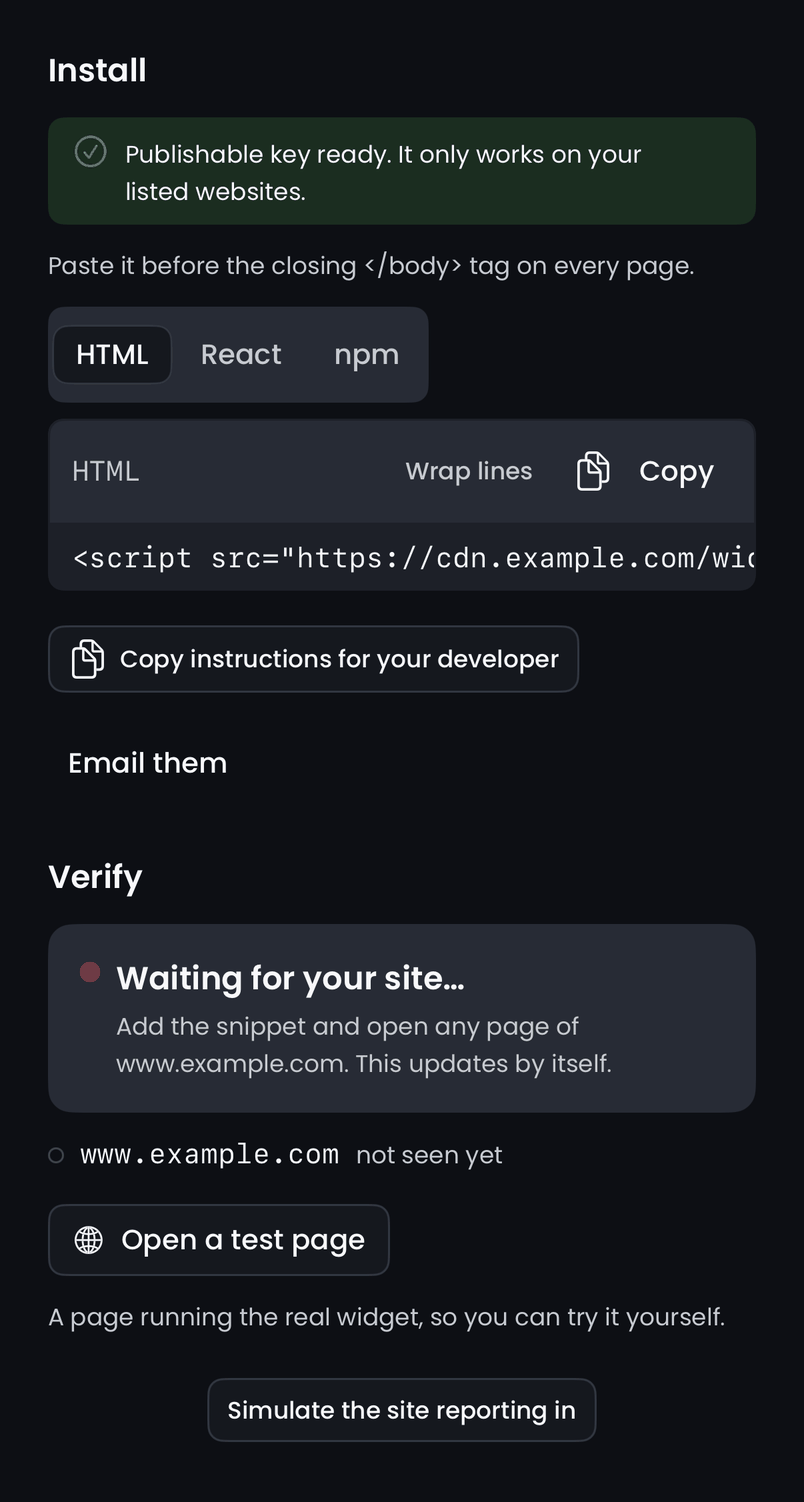 Install
Publishable key ready. It only works on your
listed websites.
Paste it before the closing </body> tag on every page.
HTML React npm
HTML Wrap lines Copy
<script src="https://cdn.example.com/wid
Copy instructions for your developer
Email them
Verify
Waiting for your site...
Add the snippet and open any page of
www.example.com. This updates by itself.
www.example.com not seen yet
Open a test page
A page running the real widget, so you can try it yourself.
Simulate the site reporting in